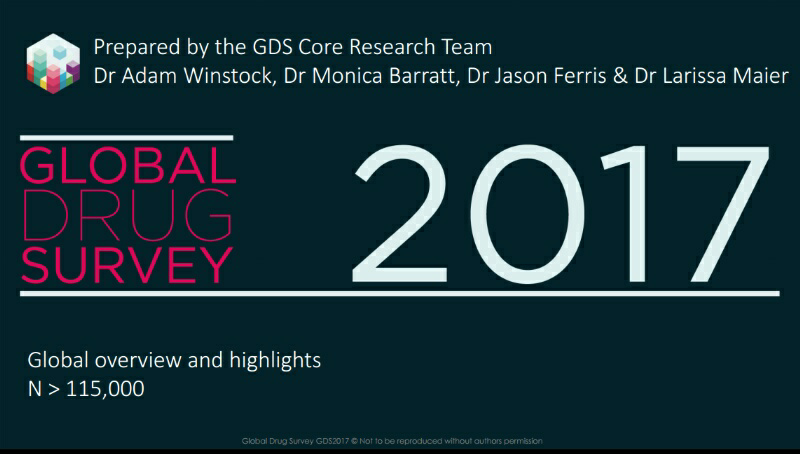 Prepared by the GDS Core Research Team
Dr Adam Winstock, Dr Monica Barratt, Dr Jason Ferris & Dr Larissa Maier
GLOBAL
DRUG
SURVEY
2017
Global overview and highlights
N > 115,000
Global Drug Survey GDS2017 © Not to be reproduced without authors permission